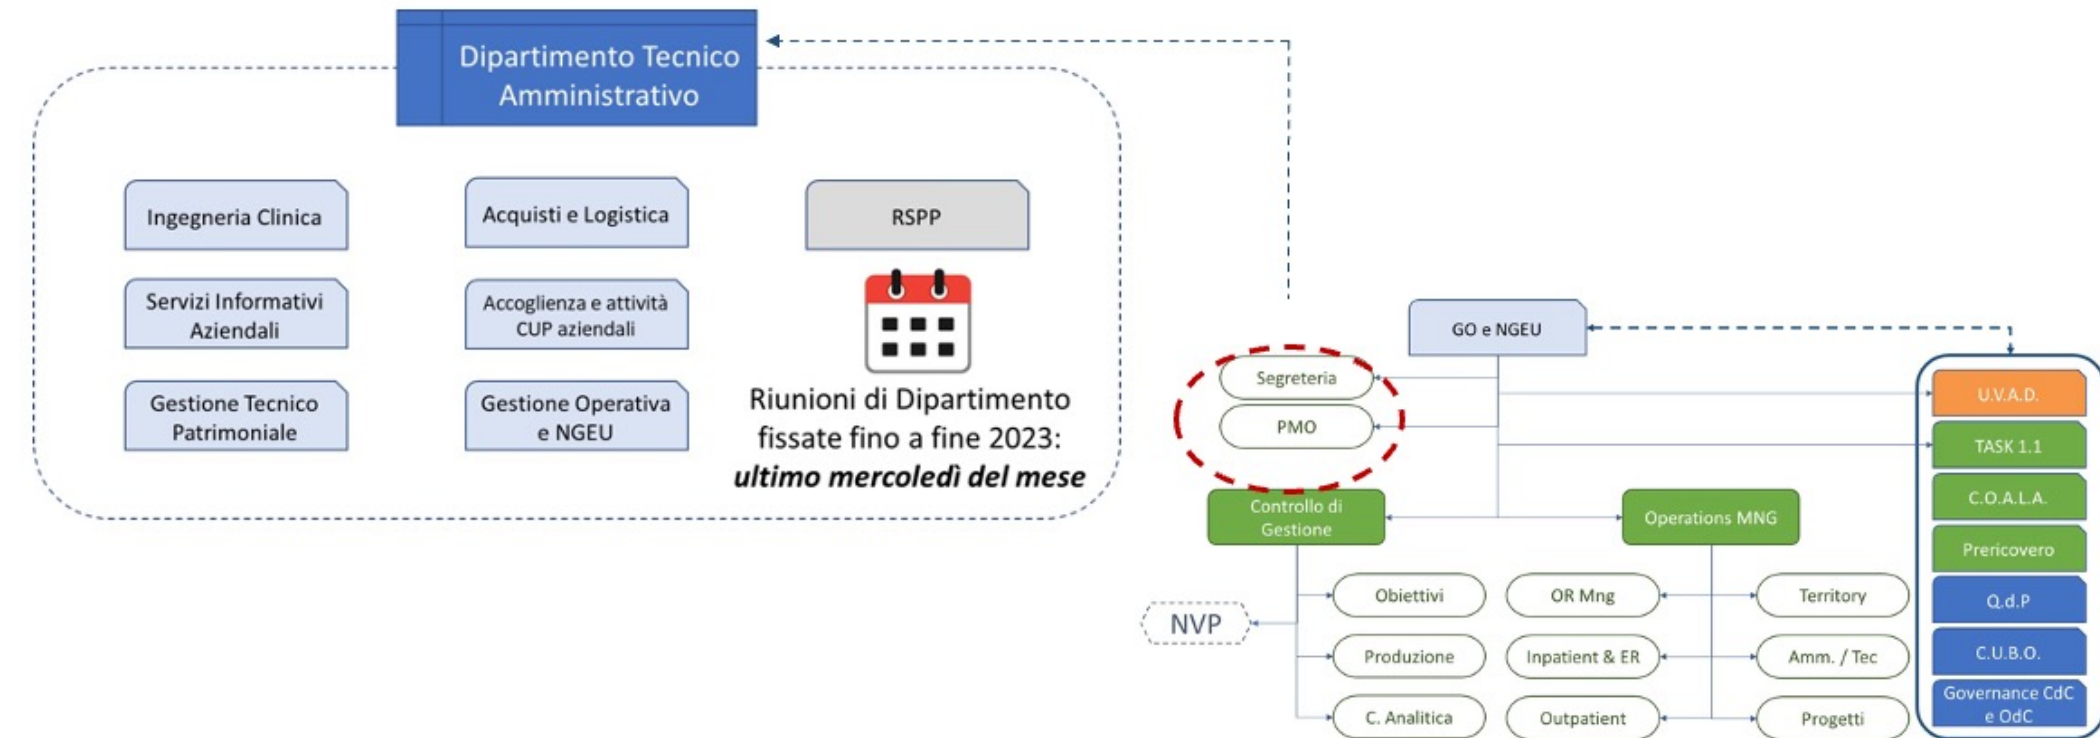 Dipartimento Tecnico
Amministrativo
Ingegneria Clinica
Acquisti e Logistica
RSPP
Servizi Informativi
Aziendali
Accoglienza e attività
CUP aziendali
Gestione Tecnico
Patrimoniale
Gestione Operativa
e NGEU
Riunioni di Dipartimento
fissate fino a fine 2023:
ultimo mercoledì del mese
GO e NGEU
Segreteria
PMO
Controllo di
Gestione
Operations MNG
Obiettivi
Produzione
C. Analitica
NVP
OR Mng
Inpatient & ER
Outpatient
Territory
Amm. / Tec
Progetti
U.V.A.D.
TASK 1.1
C.O.A.L.A.
Prericovero
Q.d.P
C.U.B.O.
Governance CdC
e OdC